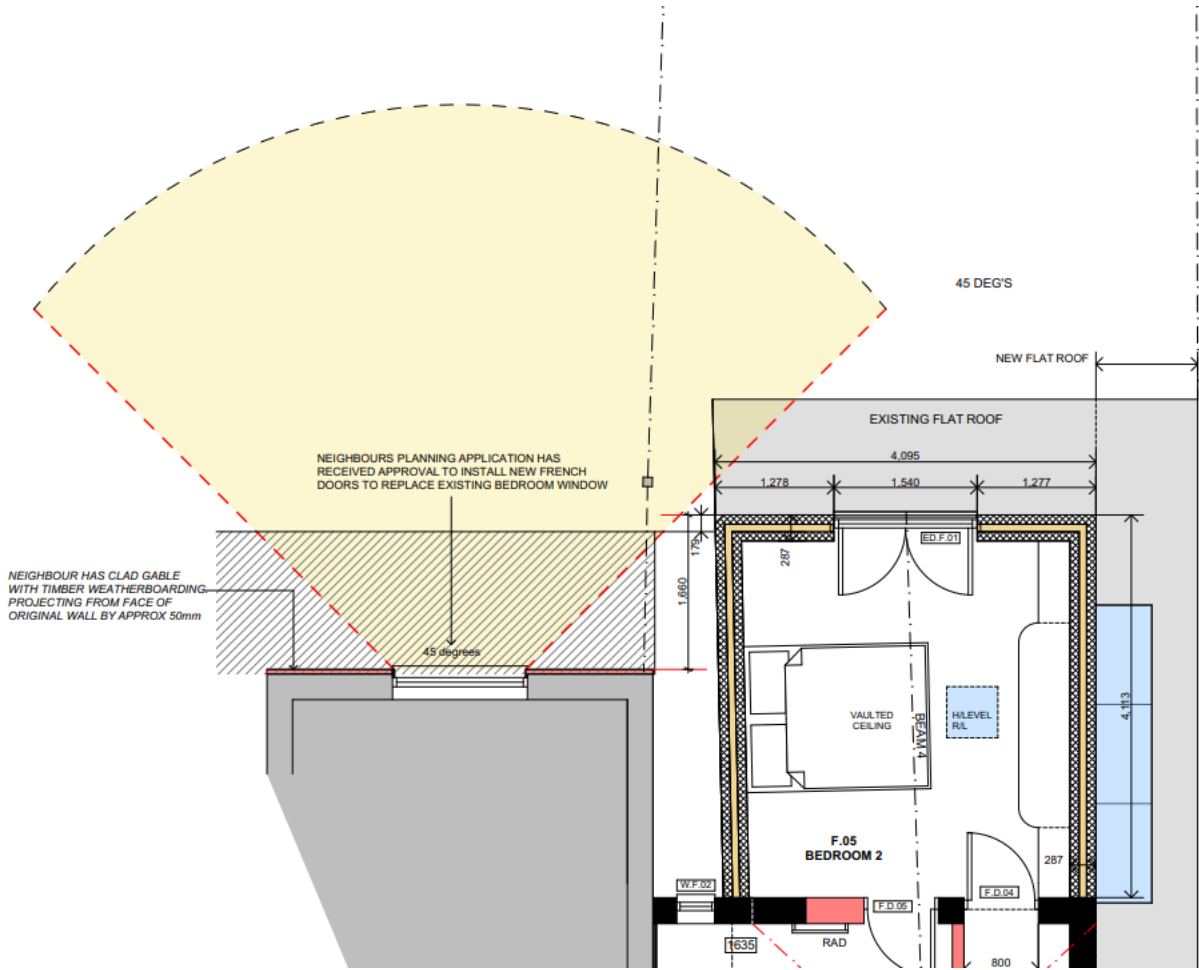 45 DEG'S
NEW FLAT ROOF
EXISTING FLAT ROOF
4,095
1,278
1,540
1,277
NEIGHBOURS PLANNING APPLICATION HAS
RECEIVED APPROVAL TO INSTALL NEW FRENCH
DOORS TO REPLACE EXISTING BEDROOM WINDOW
179
287
ED.F.01
1,660
NEIGHBOUR HAS CLAD GABLE
WITH TIMBER WEATHERBOARDING
PROJECTING FROM FACE OF
ORIGINAL WALL BY APPROX 50mm
45 degrees
VAULTED
CEILING
BEAM 4
H/LEVEL
R/L
4,113
F.05
BEDROOM 2
287
W.F.02
F.D.05
F.D.04
1635
RAD
800